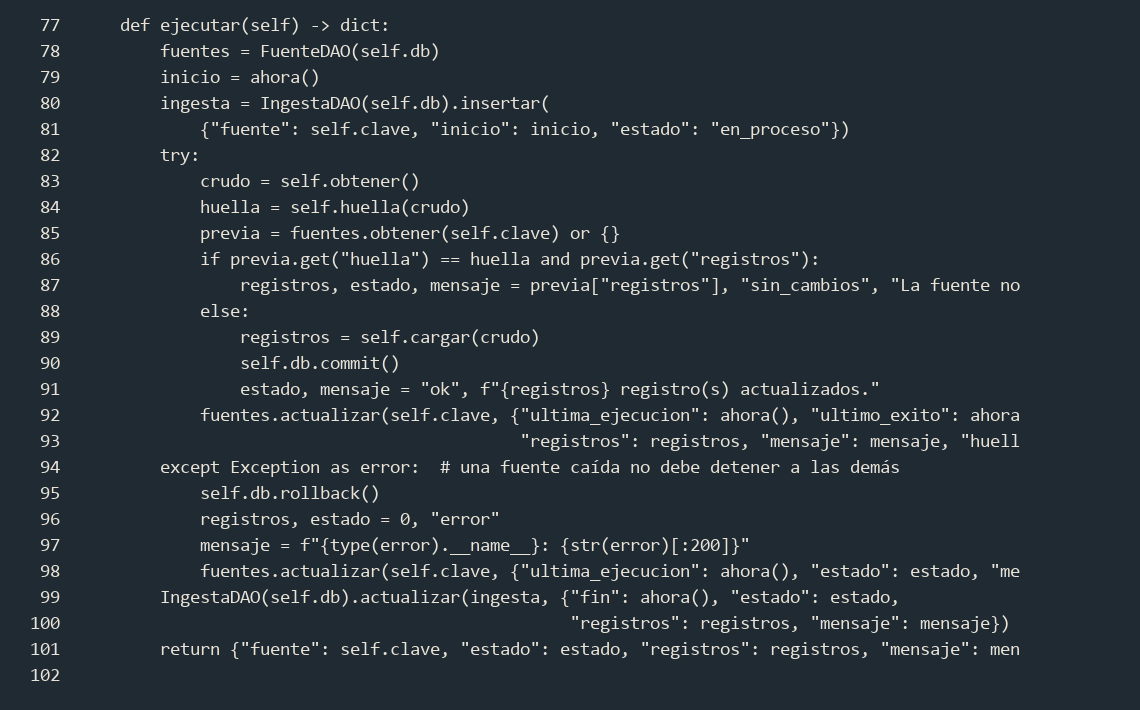 77 def ejecutar(self) -> dict:
78 fuentes = FuenteDAO(self.db)
79 inicio = ahora()
80 ingesta = IngestaDAO(self.db).insertar(
81 {"fuente": self.clave, "inicio": inicio, "estado": "en_proceso"})
82 try:
83 crudo = self.obtener()
84 huella = self.huella(crudo)
85 previa = fuentes.obtener(self.clave) or {}
86 if previa.get("huella") == huella and previa.get("registros"):
87 registros, estado, mensaje = previa["registros"], "sin_cambios", "La fuente no
88 else:
89 registros = self.cargar(crudo)
90 self.db.commit()
91 estado, mensaje = "ok", f"{registros} registro(s) actualizados."
92 fuentes.actualizar(self.clave, {"ultima_ejecucion": ahora(), "ultimo_exito": ahora
93 "registros": registros, "mensaje": mensaje, "huell
94 except Exception as error:  # una fuente caída no debe detener a las demás
95 self.db.rollback()
96 registros, estado = 0, "error"
97 mensaje = f"{type(error).__name__}: {str(error)[:200]}"
98 fuentes.actualizar(self.clave, {"ultima_ejecucion": ahora(), "estado": estado, "me
99 IngestaDAO(self.db).actualizar(ingesta, {"fin": ahora(), "estado": estado,
100 "registros": registros, "mensaje": mensaje})
101 return {"fuente": self.clave, "estado": estado, "registros": registros, "mensaje": men
102